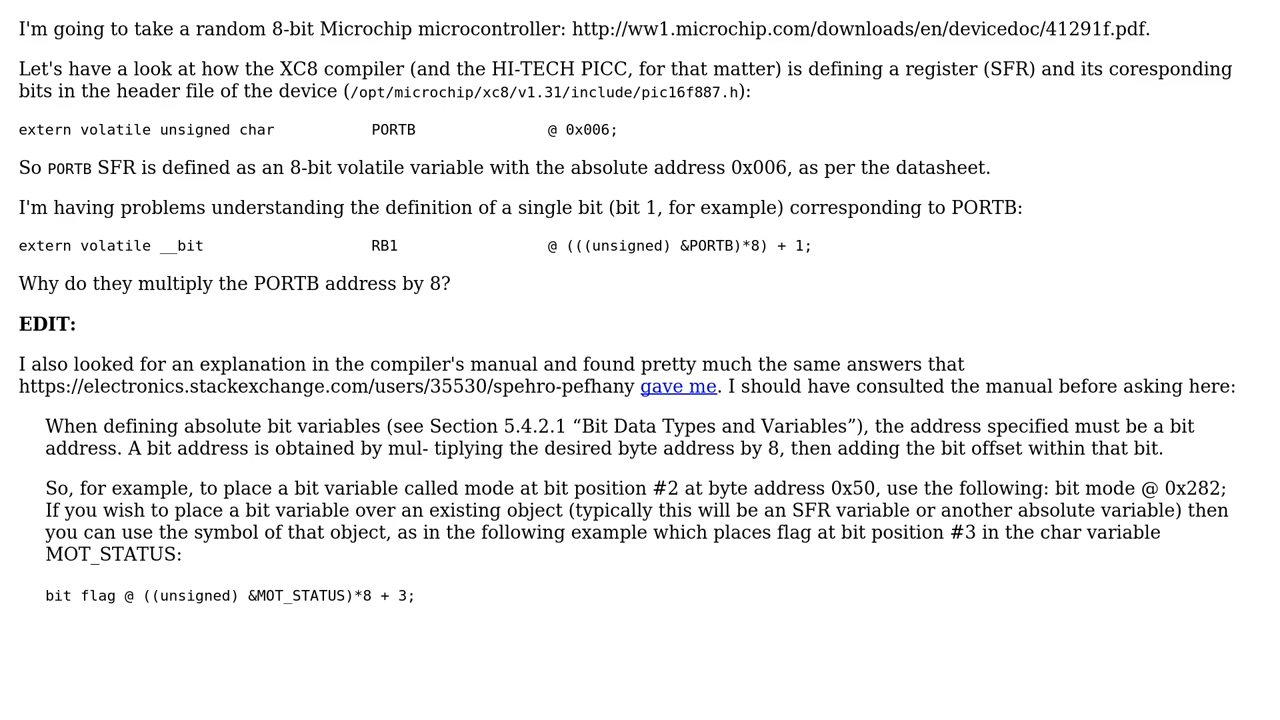 I'm going to take a random 8-bit Microchip microcontroller: http://ww1.microchip.com/downloads/en/devicedoc/41291f.pdf.
Let's have a look at how the XC8 compiler (and the HI-TECH PICC, for that matter) is defining a register (SFR) and its coresponding
bits in the header file of the device (/opt/microchip/xc8/v1.31/include/pic16f887.h):
extern volatile unsigned char           PORTB               @ 0x006;
So PORTB SFR is defined as an 8-bit volatile variable with the absolute address 0x006, as per the datasheet.
I'm having problems understanding the definition of a single bit (bit 1, for example) corresponding to PORTB:
extern volatile __bit                   RB1                 @ (((unsigned) &PORTB)*8) + 1;
Why do they multiply the PORTB address by 8?
EDIT:
I also looked for an explanation in the compiler's manual and found pretty much the same answers that
https://electronics.stackexchange.com/users/35530/spehro-pefhany gave me. I should have consulted the manual before asking here:
When defining absolute bit variables (see Section 5.4.2.1 “Bit Data Types and Variables”), the address specified must be a bit
address. A bit address is obtained by mul- tiplying the desired byte address by 8, then adding the bit offset within that bit.
So, for example, to place a bit variable called mode at bit position #2 at byte address 0x50, use the following: bit mode @ 0x282;
If you wish to place a bit variable over an existing object (typically this will be an SFR variable or another absolute variable) then
you can use the symbol of that object, as in the following example which places flag at bit position #3 in the char variable
MOT_STATUS:
bit flag @ ((unsigned) &MOT_STATUS)*8 + 3;